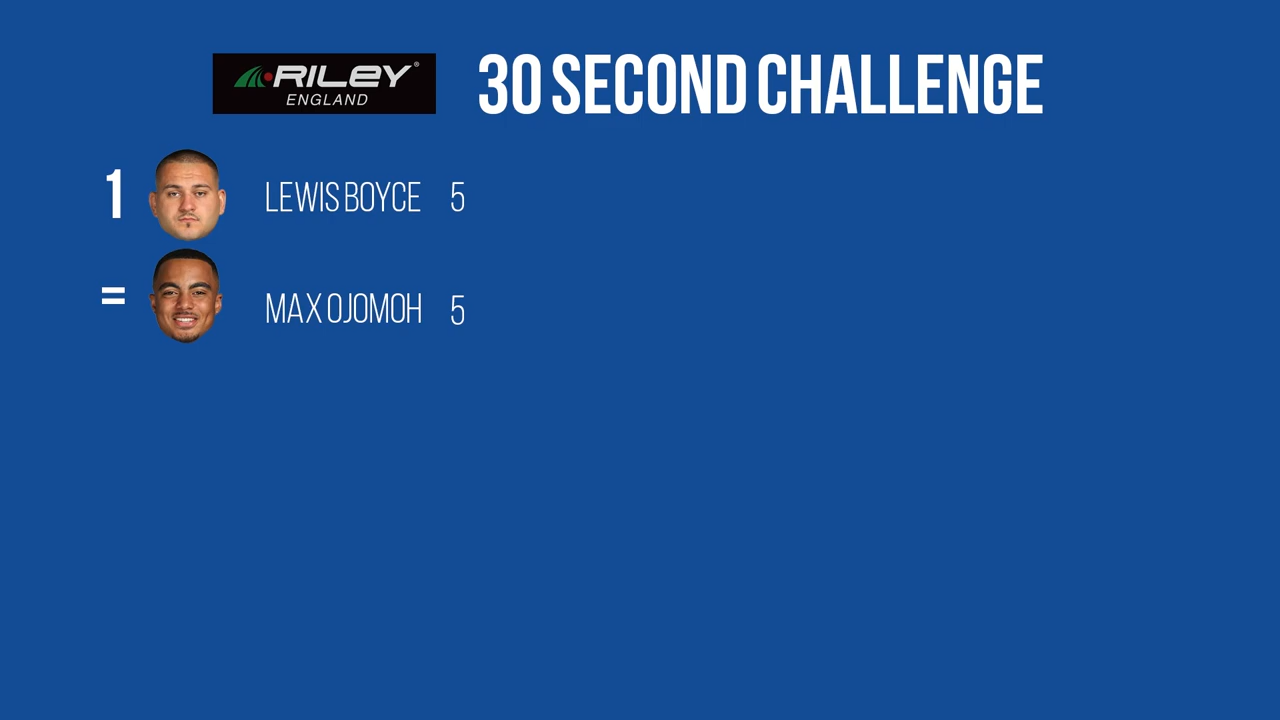 RILEY®
ENGLAND
30 SECOND CHALLENGE
1 LEWIS BOYCE 5
= MAX OJOMOH 5